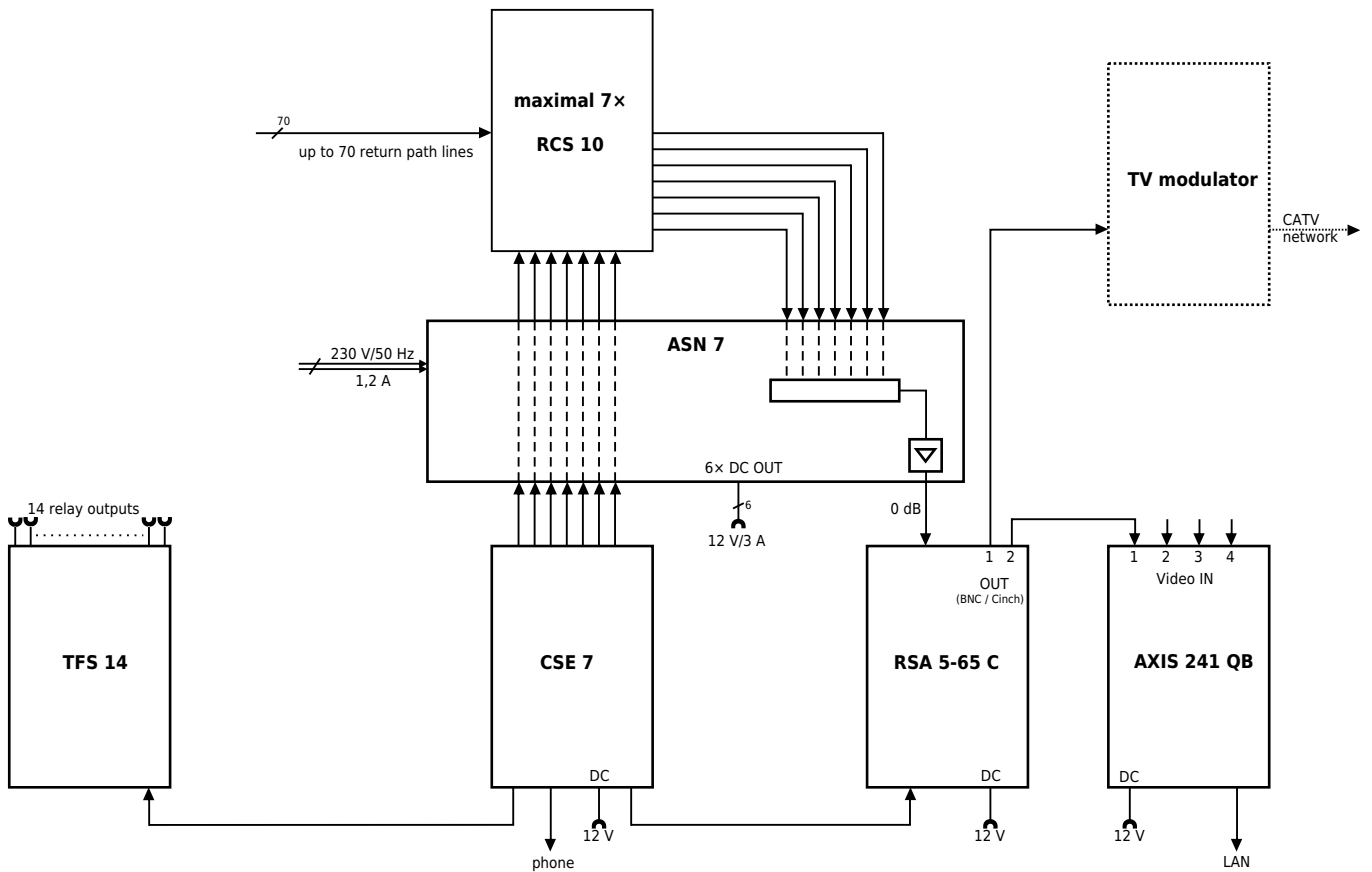 maximal 7×
RCS 10
70
up to 70 return path lines
TV modulator
CATV
network
ASN 7
230 V/50 Hz
1,2 A
6× DC OUT
6
12 V/3 A
0 dB
14 relay outputs
TFS 14
CSE 7
DC
12 V
phone
1 2
OUT
(BNC / Cinch)
RSA 5-65 C
DC
12 V
1 2 3 4
Video IN
AXIS 241 QB
DC
12 V
LAN